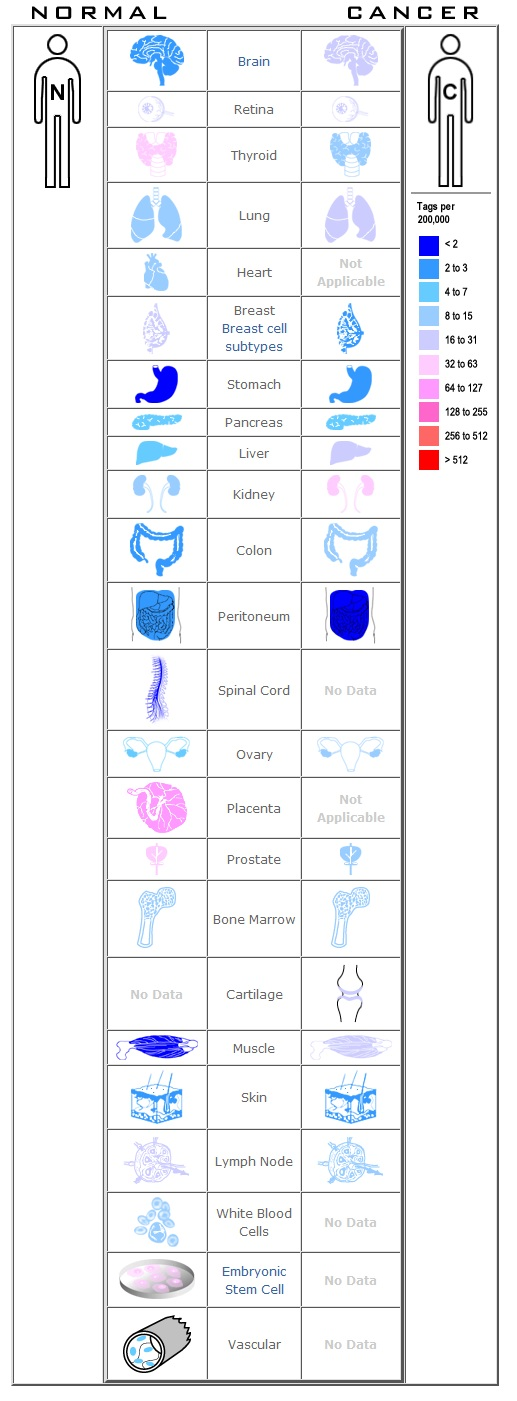 NORMAL CANCER
N
C
Brain
Retina
Thyroid
Lung
Heart Not
Applicable
Breast
Breast cell
subtypes
Stomach
Pancreas
Liver
Kidney
Colon
Peritoneum
Spinal Cord No Data
Ovary
Placenta Not
Applicable
Prostate
Bone Marrow
No Data Cartilage
Muscle
Skin
Lymph Node
White Blood
Cells No Data
Embryonic
Stem Cell No Data
Vascular No Data
Tags per
200,000
< 2
2 to 3
4 to 7
8 to 15
16 to 31
32 to 63
64 to 127
128 to 255
256 to 512
> 512